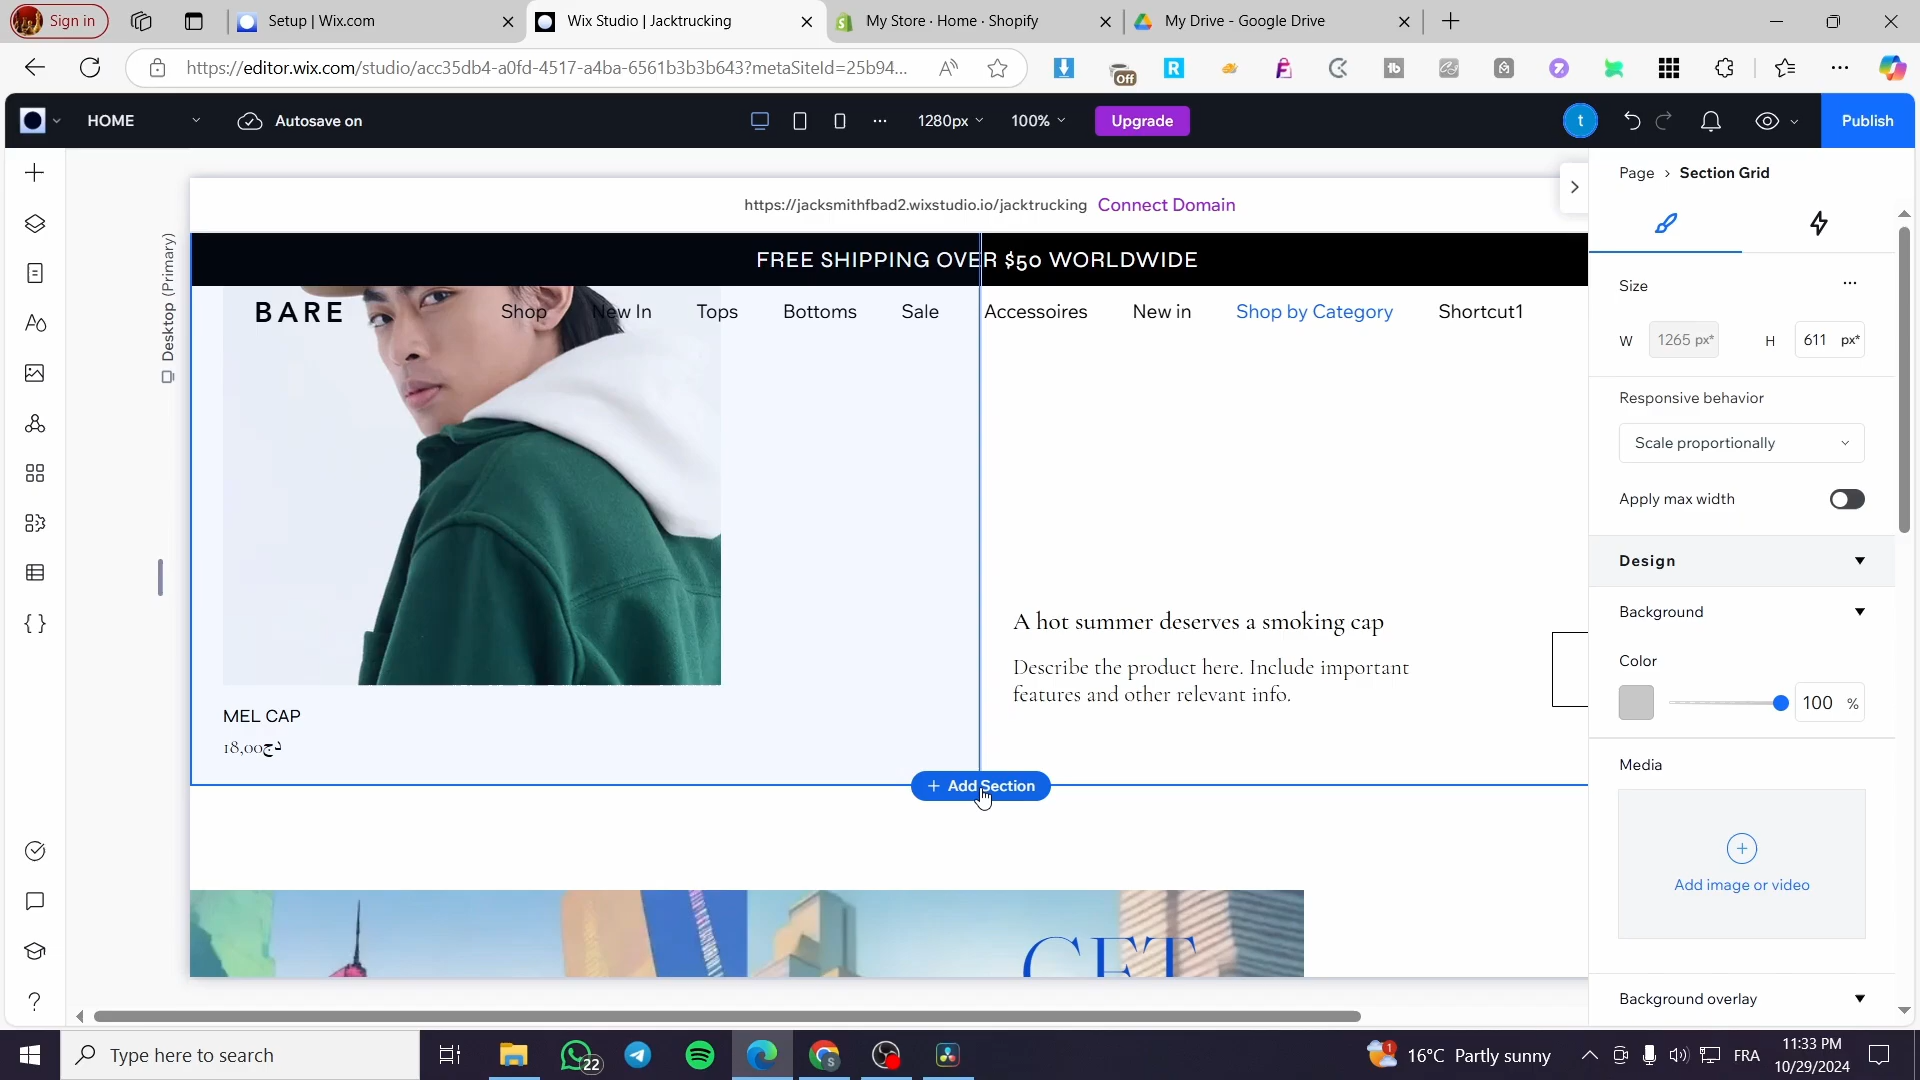 Sign in
Setup | Wix.com
Wix Studio | Jacktrucking
My Store · Home · Shopify
My Drive - Google Drive
https://editor.wix.com/studio/acc35db4-a0fd-4517-a4ba-6561b3b3b643?metaSiteId=25b94...
Off
HOME
Autosave on
1280px
100%
Upgrade
t
Publish
Page > Section Grid
https://jacksmithfbad2.wixstudio.io/jacktrucking Connect Domain
Desktop (Primary)
FREE SHIPPING OVER $50 WORLDWIDE
BARE
Shop
New In
Tops
Bottoms
Sale
Accessoires
New in
Shop by Category
Shortcut1
Size
W 1265 px*
H 611 px*
Responsive behavior
Scale proportionally
Apply max width
Design
Background
Color
100 %
A hot summer deserves a smoking cap
Describe the product here. Include important
features and other relevant info.
MEL CAP
18,00دج
+ Add Section
Media
Add image or video
Background overlay
GET
Type here to search
22
1
16°C Partly sunny
FRA
11:33 PM
10/29/2024